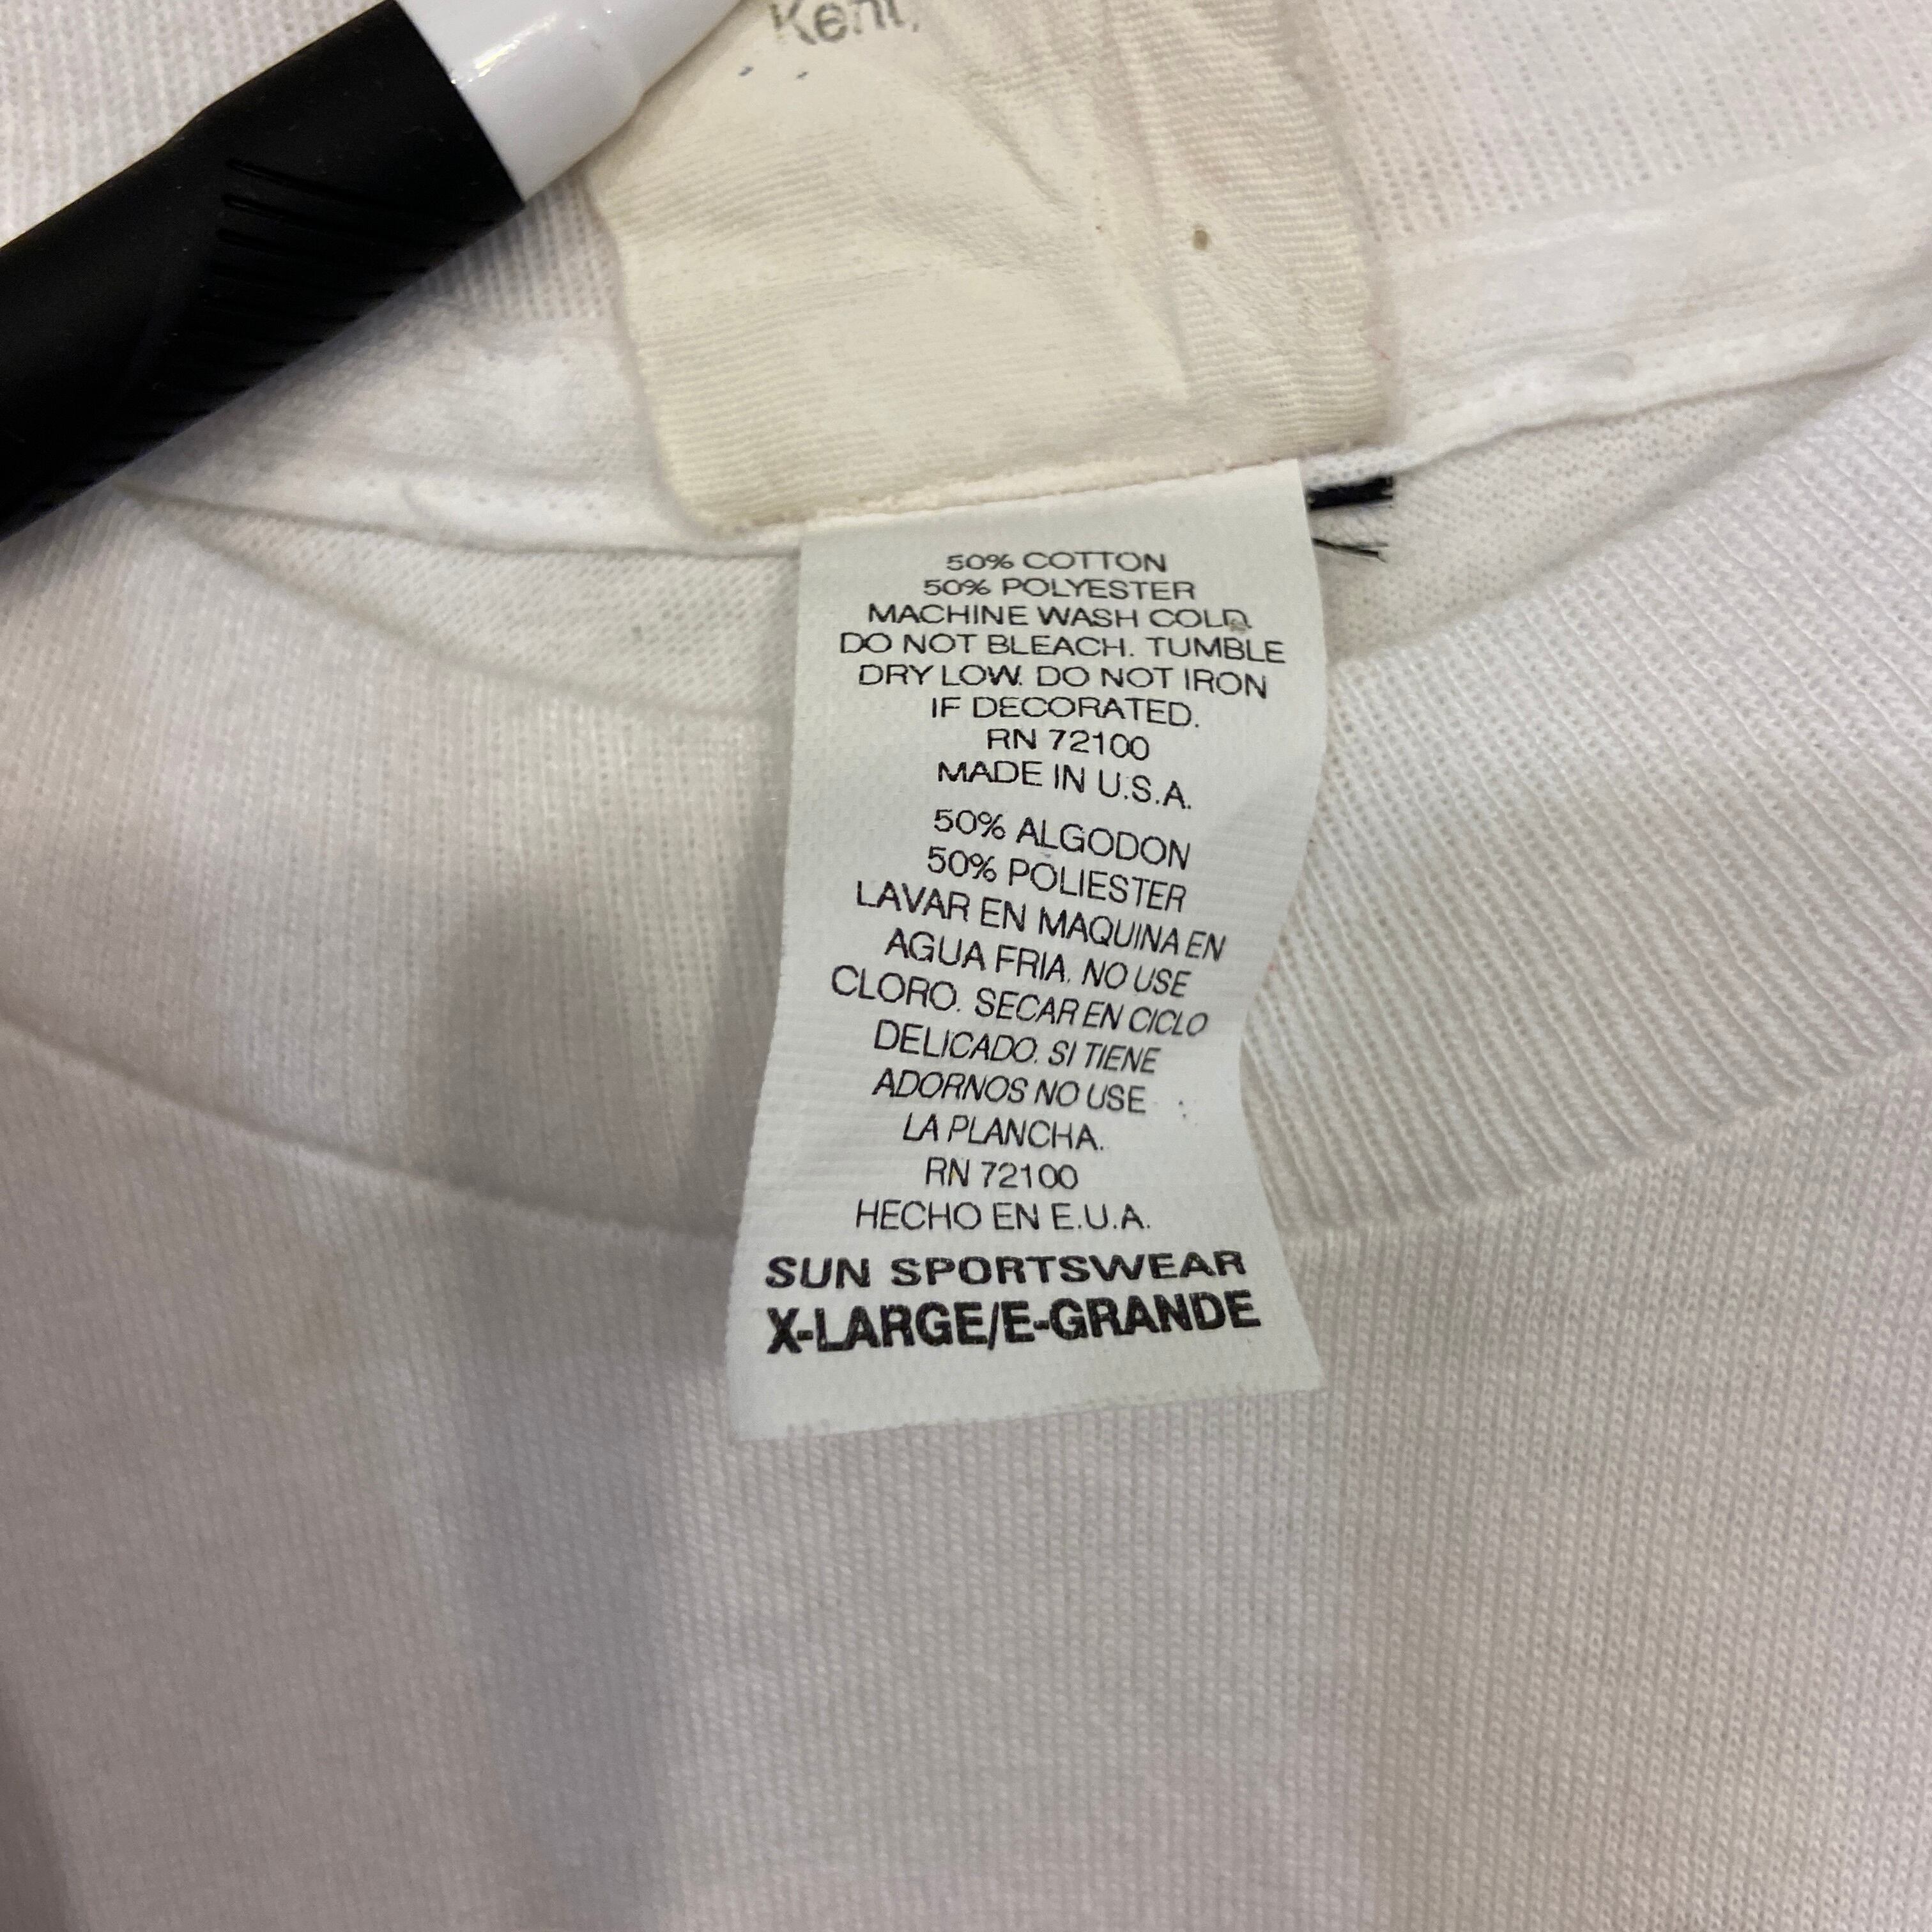 50% COTTON
50% POLYESTER
MACHINE WASH COLD.
DO NOT BLEACH. TUMBLE
DRY LOW. DO NOT IRON
IF DECORATED.
RN 72100
MADE IN U.S.A.
50% ALGODON
50% POLIESTER
LAVAR EN MAQUINA EN
AGUA FRIA. NO USE
CLORO. SECAR EN CICLO
DELICADO. SI TIENE
ADORNOS NO USE
LA PLANCHA.
RN 72100
HECHO EN E.U.A.
SUN SPORTSWEAR
X-LARGE/E-GRANDE